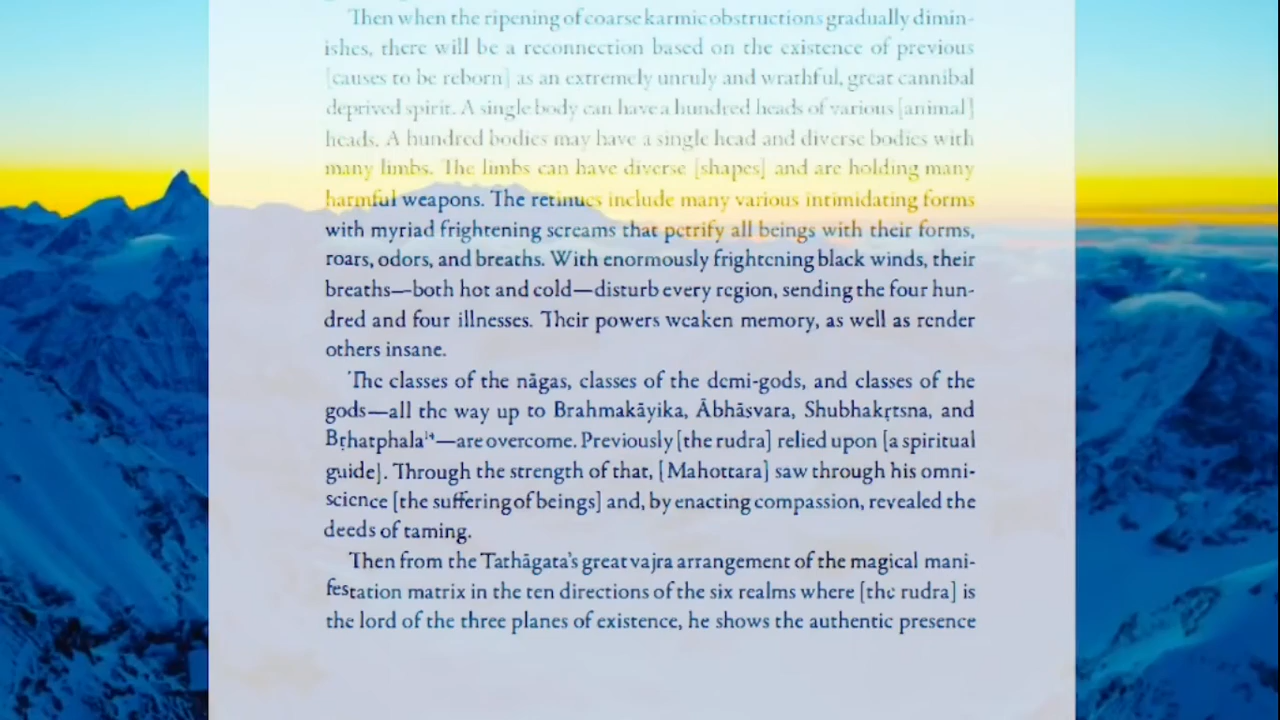 Then when the ripening of coarse karmic obstructions gradually dimin-
ishes, there will be a reconnection based on the existence of previous
[causes to be reborn] as an extremely unruly and wrathful, great cannibal
deprived spirit. A single body can have a hundred heads of various [animal]
heads. A hundred bodies may have a single head and diverse bodies with
many limbs. The limbs can have diverse [shapes] and are holding many
harmful weapons. The retinues include many various intimidating forms
with myriad frightening screams that petrify all beings with their forms,
roars, odors, and breaths. With enormously frightening black winds, their
breaths—both hot and cold—disturb every region, sending the four hun-
dred and four illnesses. Their powers weaken memory, as well as render
others insane.
The classes of the nāgas, classes of the demi-gods, and classes of the
gods—all the way up to Brahmakāyika, Ābhāsvara, Shubhakṛtsna, and
Bṛhatphala¹⁴—are overcome. Previously [the rudra] relied upon [a spiritual
guide]. Through the strength of that, [Mahottara] saw through his omni-
science [the suffering of beings] and, by enacting compassion, revealed the
deeds of taming.
Then from the Tathāgata's great vajra arrangement of the magical mani-
festation matrix in the ten directions of the six realms where [the rudra] is
the lord of the three planes of existence, he shows the authentic presence